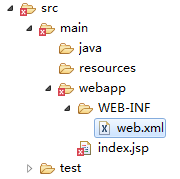 src
main
java
resources
webapp
WEB-INF
web.xml
index.jsp
test